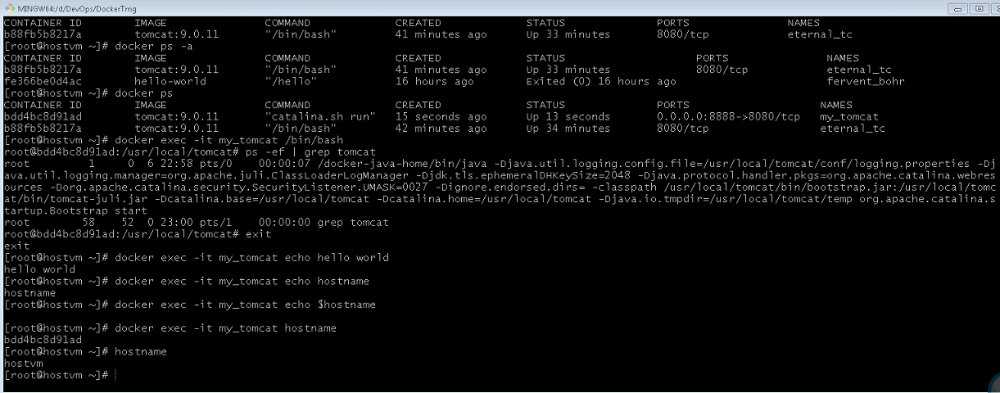 MINGW64:/d/DevOps/DockerTrng
CONTAINER ID        IMAGE               COMMAND             CREATED             STATUS              PORTS               NAMES
b88fb5b8217a        tomcat:9.0.11       "/bin/bash"         41 minutes ago      Up 33 minutes       8080/tcp            eternal_tc
[root@hostvm ~]# docker ps -a
CONTAINER ID        IMAGE               COMMAND             CREATED             STATUS                    PORTS               NAMES
b88fb5b8217a        tomcat:9.0.11       "/bin/bash"         41 minutes ago      Up 33 minutes             8080/tcp            eternal_tc
fe366be0d4ac        hello-world         "/hello"            16 hours ago        Exited (0) 16 hours ago                       fervent_bohr
[root@hostvm ~]# docker ps
CONTAINER ID        IMAGE               COMMAND             CREATED             STATUS              PORTS                    NAMES
bdd4bc8d91ad        tomcat:9.0.11       "catalina.sh run"   15 seconds ago      Up 13 seconds       0.0.0.0:8888->8080/tcp   my_tomcat
b88fb5b8217a        tomcat:9.0.11       "/bin/bash"         42 minutes ago      Up 34 minutes       8080/tcp                 eternal_tc
[root@hostvm ~]# docker exec -it my_tomcat /bin/bash
root@bdd4bc8d91ad:/usr/local/tomcat# ps -ef | grep tomcat
root         1     0  6 22:58 pts/0    00:00:07 /docker-java-home/bin/java -Djava.util.logging.config.file=/usr/local/tomcat/conf/logging.properties -Dj
ava.util.logging.manager=org.apache.juli.ClassLoaderLogManager -Djdk.tls.ephemeralDHKeySize=2048 -Djava.protocol.handler.pkgs=org.apache.catalina.webres
ources -Dorg.apache.catalina.security.SecurityListener.UMASK=0027 -Dignore.endorsed.dirs= -classpath /usr/local/tomcat/bin/bootstrap.jar:/usr/local/tomc
at/bin/tomcat-juli.jar -Dcatalina.base=/usr/local/tomcat -Dcatalina.home=/usr/local/tomcat -Djava.io.tmpdir=/usr/local/tomcat/temp org.apache.catalina.s
tartup.Bootstrap start
root        58    52  0 23:00 pts/1    00:00:00 grep tomcat
root@bdd4bc8d91ad:/usr/local/tomcat# exit
exit
[root@hostvm ~]# docker exec -it my_tomcat echo hello world
hello world
[root@hostvm ~]# docker exec -it my_tomcat echo hostname
hostname
[root@hostvm ~]# docker exec -it my_tomcat echo $hostname
[root@hostvm ~]# docker exec -it my_tomcat hostname
bdd4bc8d91ad
[root@hostvm ~]# hostname
hostvm
[root@hostvm ~]#